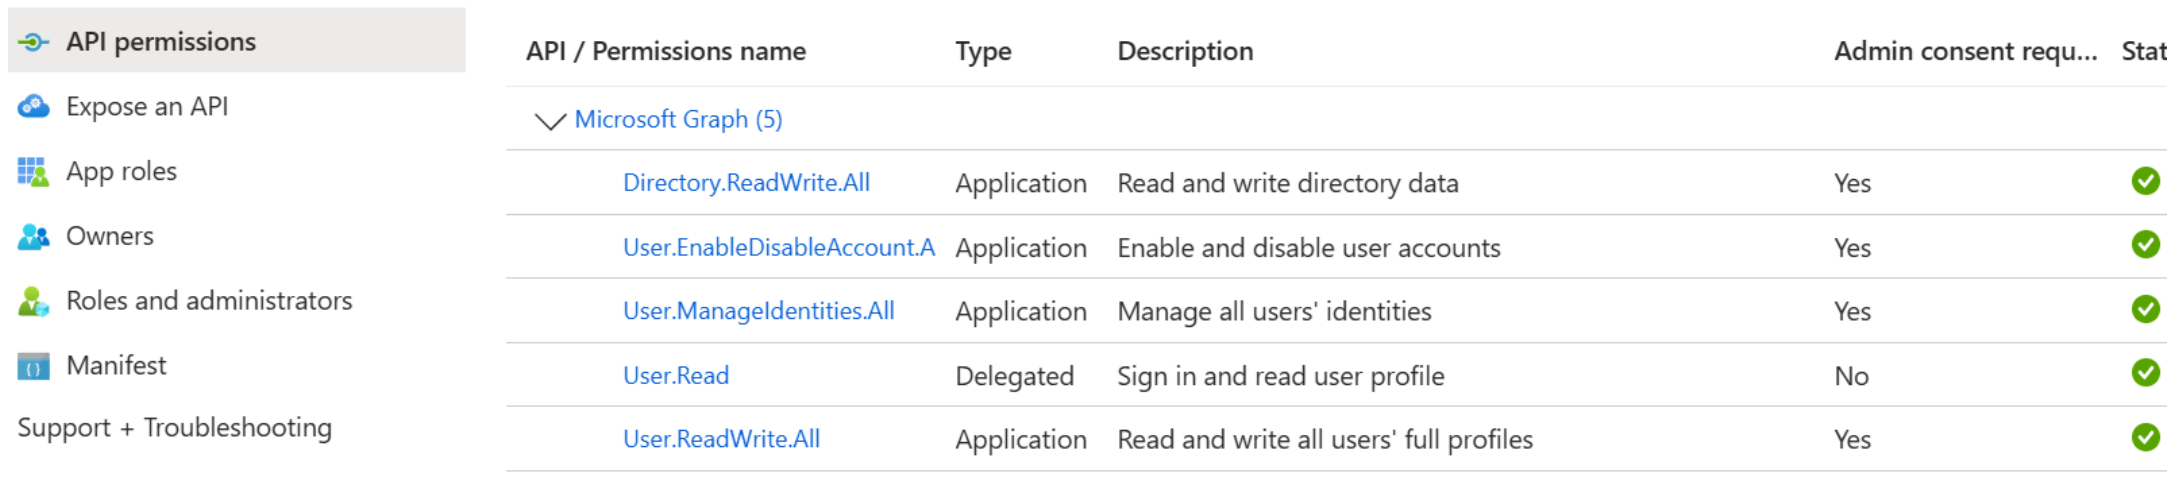 API permissions
Expose an API
App roles
Owners
Roles and administrators
Manifest
Support + Troubleshooting
API / Permissions name Type Description Admin consent requ... Stat
Microsoft Graph (5)
Directory.ReadWrite.All Application Read and write directory data Yes
User.EnableDisableAccount.A Application Enable and disable user accounts Yes
User.ManageIdentities.All Application Manage all users' identities Yes
User.Read Delegated Sign in and read user profile No
User.ReadWrite.All Application Read and write all users' full profiles Yes